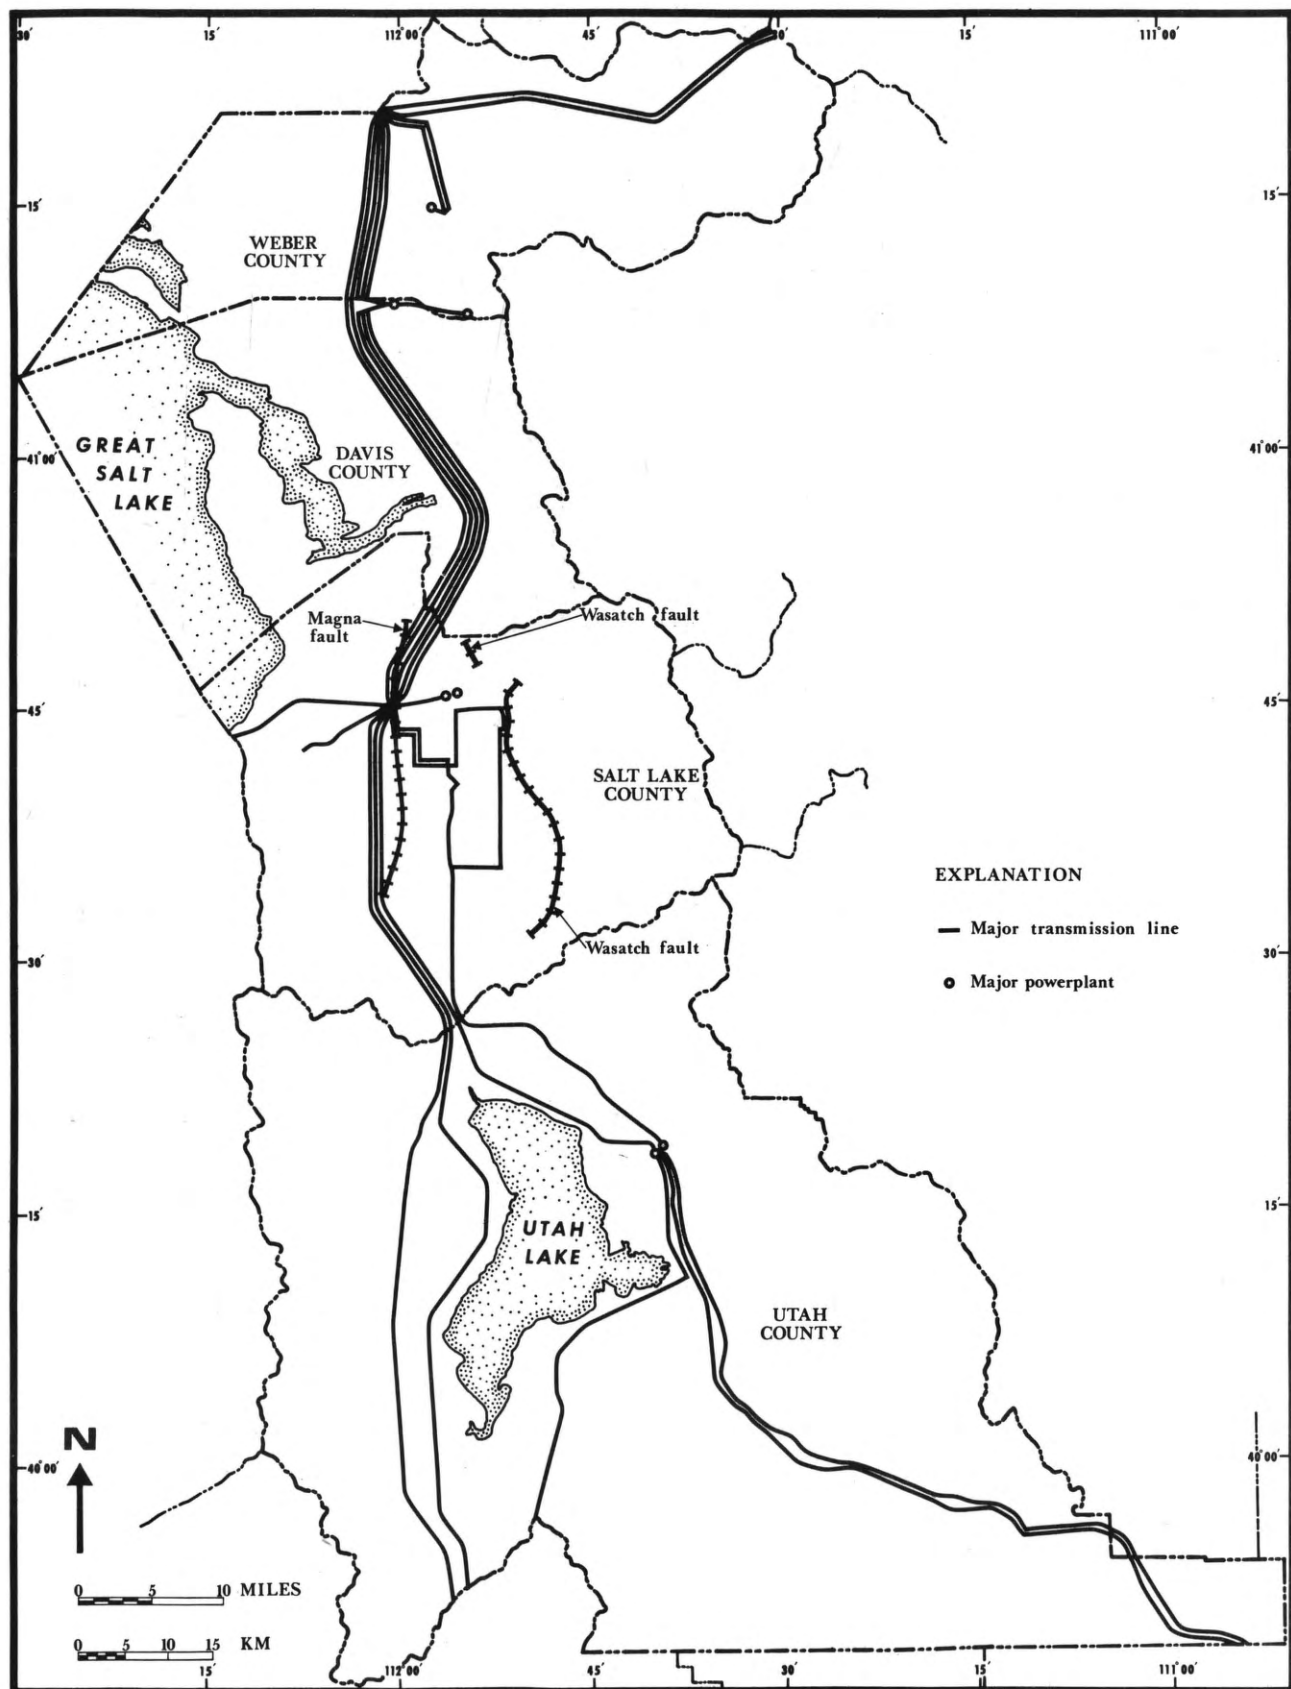 30'
15'
112°00'
45'
30'
15'
111°00'
15'
15'
WEBER
COUNTY
GREAT
SALT
LAKE
DAVIS
COUNTY
41°00'
41°00'
Magna
fault
Wasatch fault
45'
45'
SALT LAKE
COUNTY
EXPLANATION
Major transmission line
Major powerplant
Wasatch fault
30'
30'
15'
15'
UTAH
LAKE
UTAH
COUNTY
N
40°00'
40°00'
0 5 10 MILES
0 5 10 15 KM
15'
112°00'
45'
30'
15'
111°00'